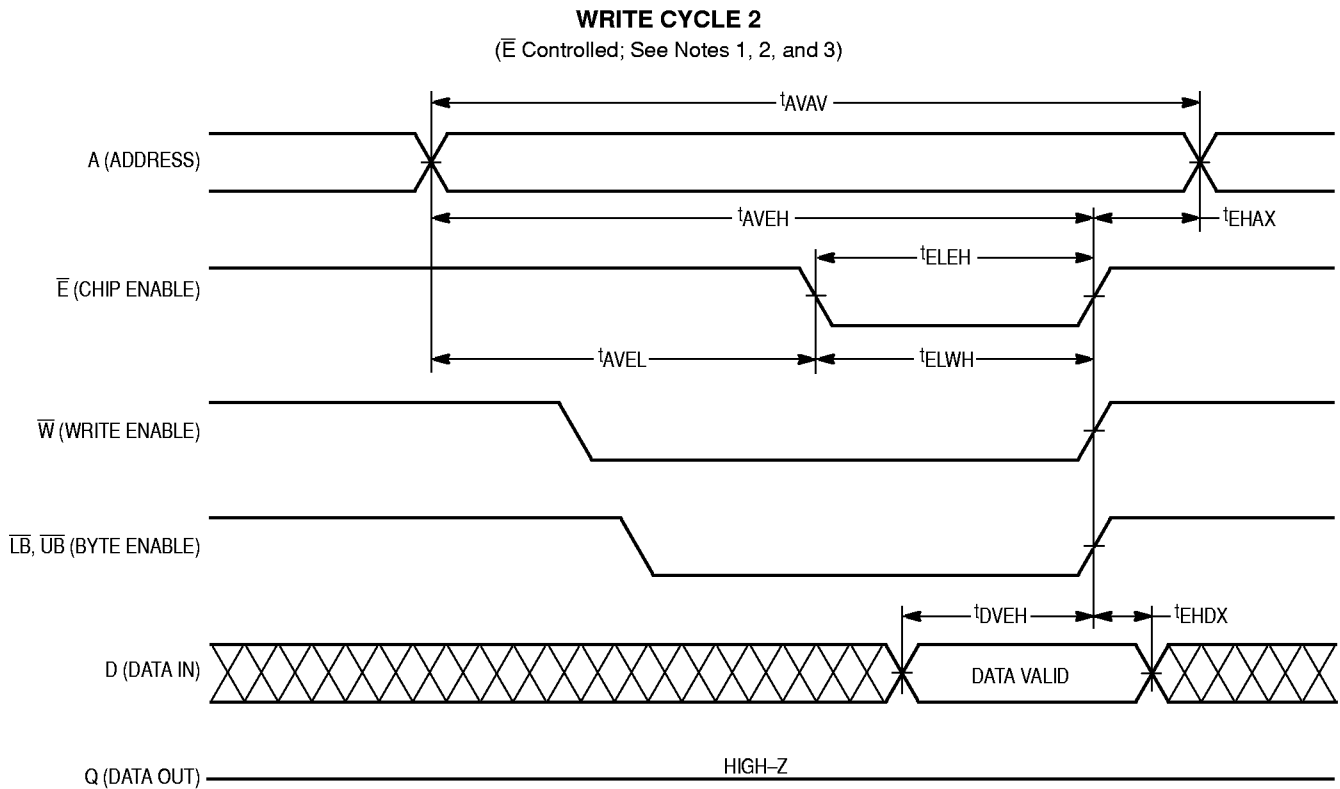 WRITE CYCLE 2
(E̅ Controlled; See Notes 1, 2, and 3)
tAVAV
A (ADDRESS)
tAVEH
tEHAX
tELEH
E̅ (CHIP ENABLE)
tAVEL
tELWH
W̅ (WRITE ENABLE)
L̅B̅, U̅B̅ (BYTE ENABLE)
tDVEH
tEHDX
D (DATA IN)
DATA VALID
HIGH–Z
Q (DATA OUT)